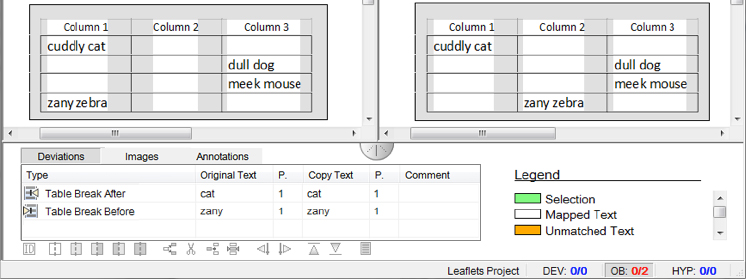 Column 1 Column 2 Column 3
cuddly cat
dull dog
meek mouse
zany zebra
Column 1 Column 2 Column 3
cuddly cat
dull dog
meek mouse
zany zebra
Deviations Images Annotations
Type Original Text P. Copy Text P. Comment
Table Break After cat 1 cat 1
Table Break Before zany 1 zany 1
Legend
Selection
Mapped Text
Unmatched Text
ID
Leaflets Project DEV: 0/0 OB: 0/2 HYP: 0/0